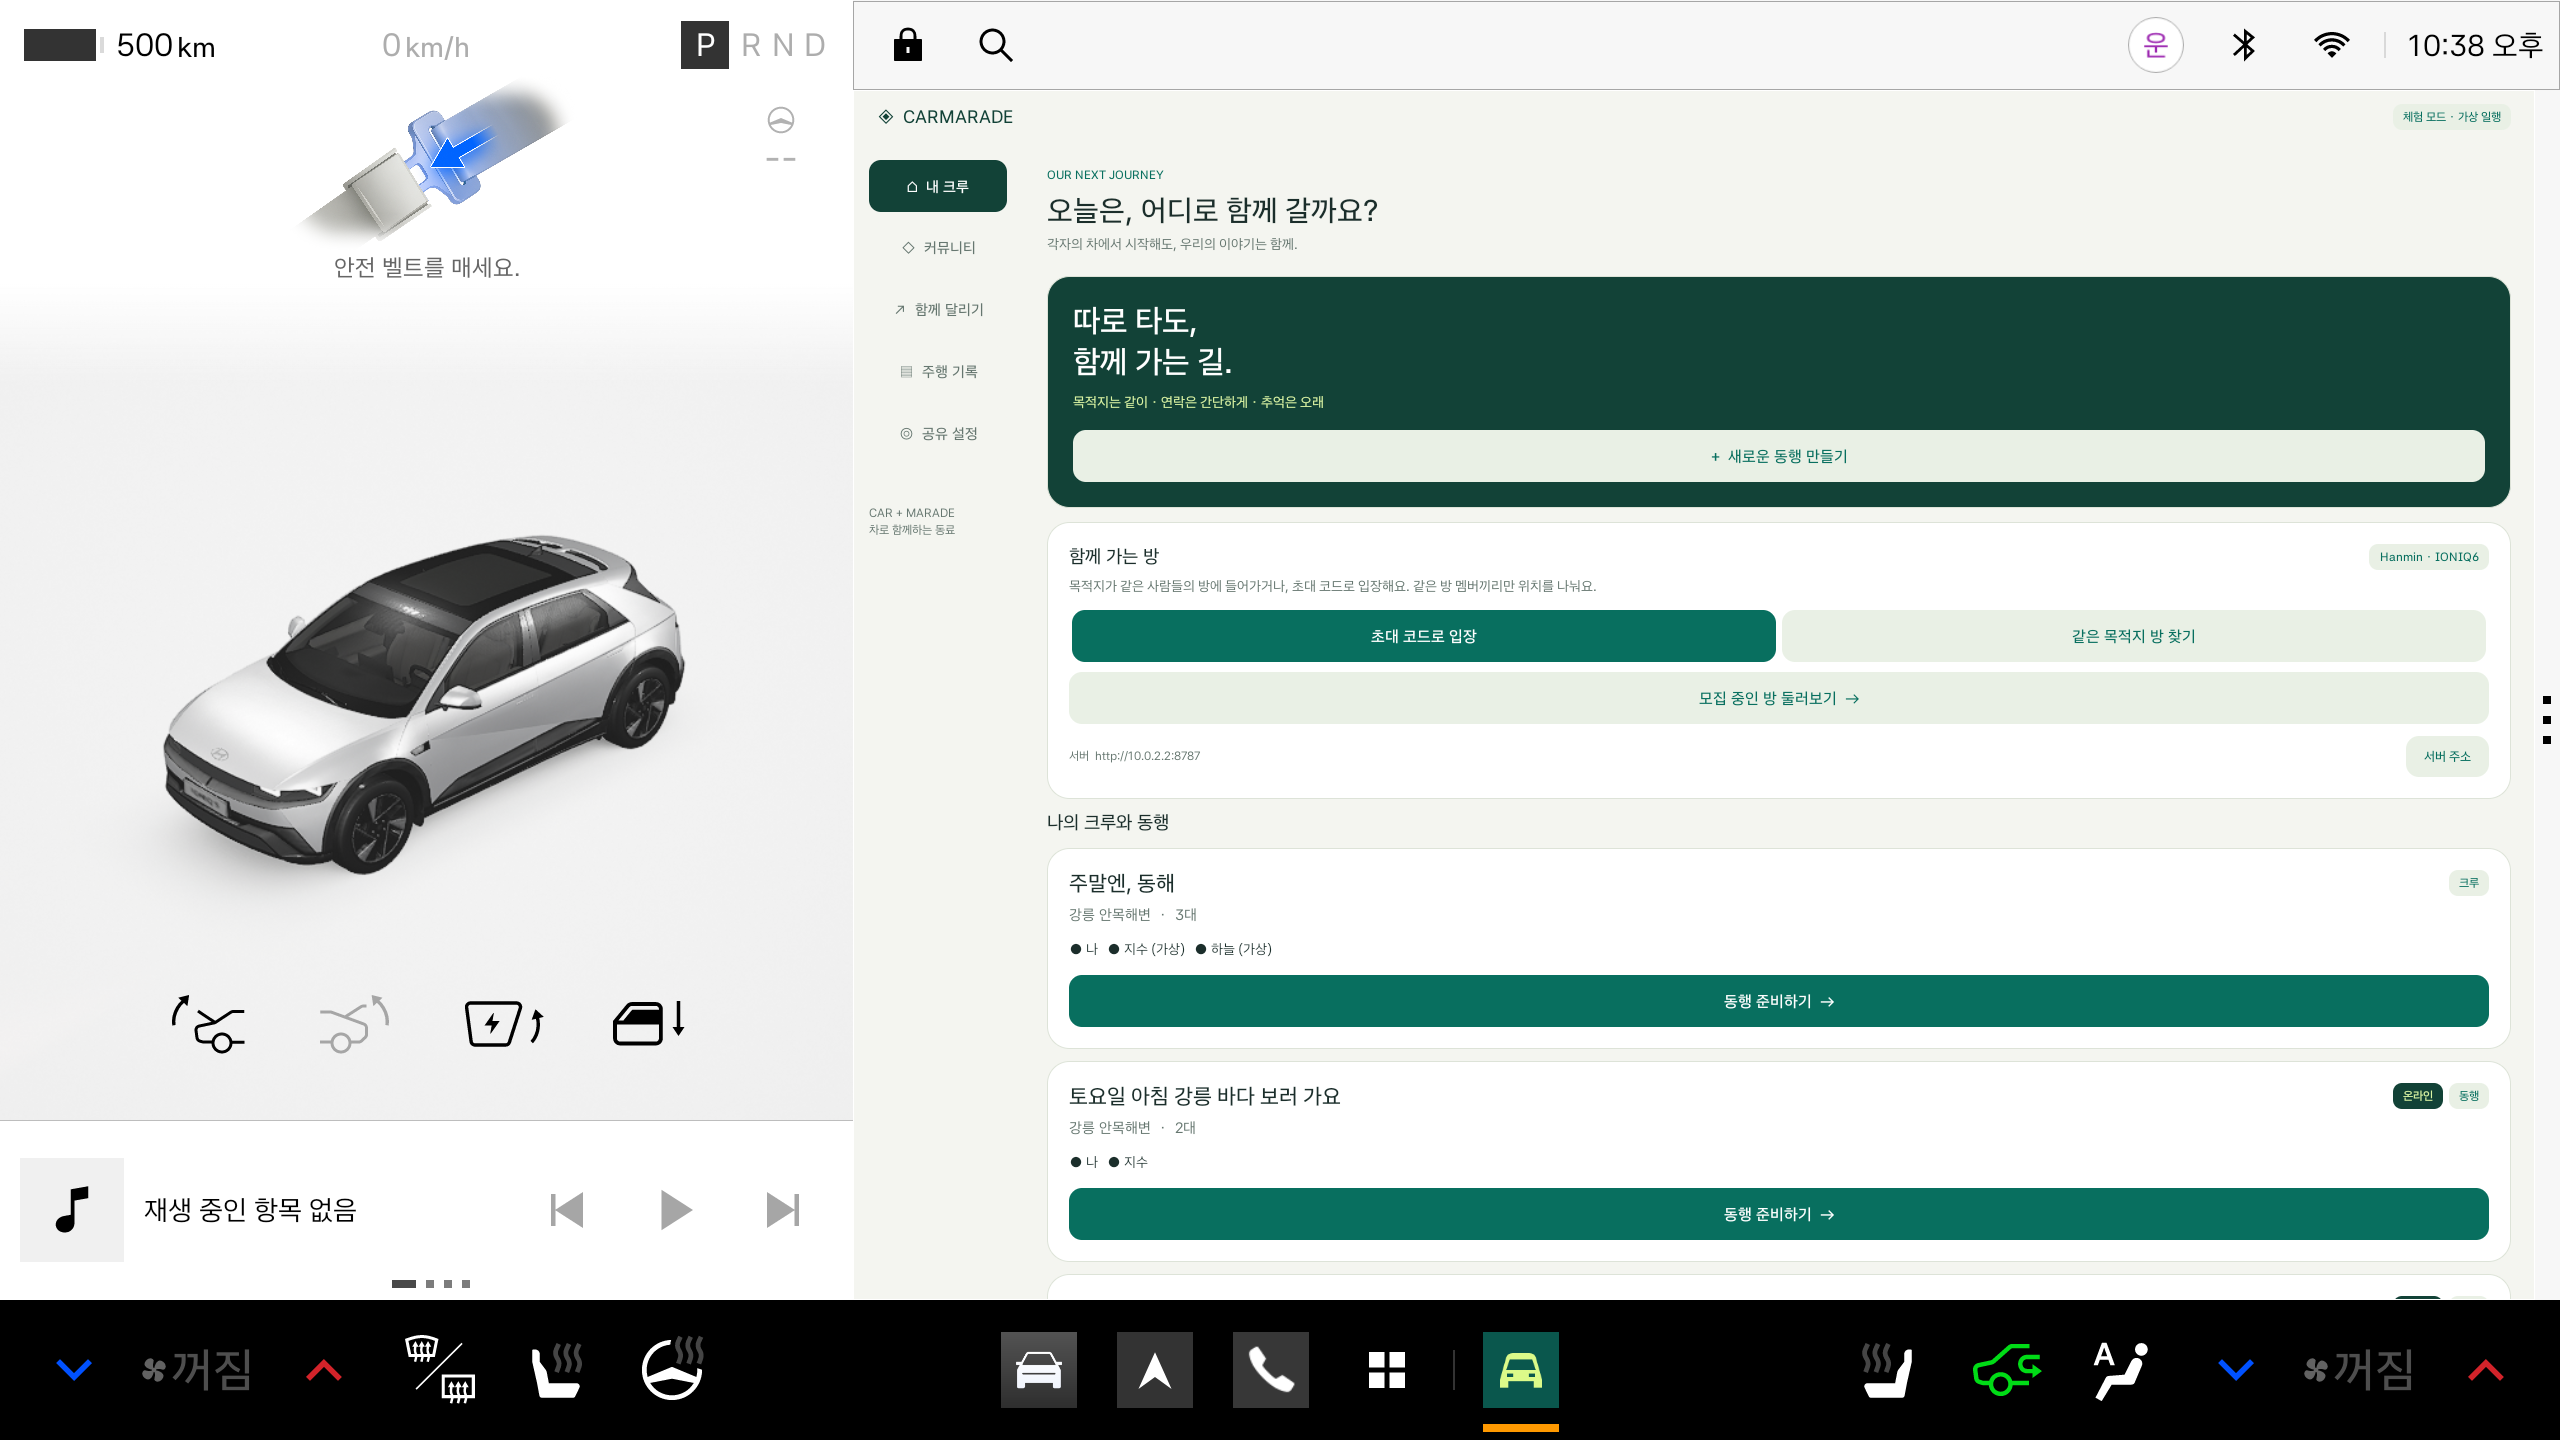 500 km
0 km/h
P R N D
운
10:38 오후
안전 벨트를 매세요.
재생 중인 항목 없음
CARMARADE
체험 모드 · 가상 일행
내 크루
커뮤니티
함께 달리기
주행 기록
공유 설정
CAR + MARADE
차로 함께하는 동료
OUR NEXT JOURNEY
오늘은, 어디로 함께 갈까요?
각자의 차에서 시작해도, 우리의 이야기는 함께.
따로 타도,
함께 가는 길.
목적지는 같이 · 연락은 간단하게 · 추억은 오래
+ 새로운 동행 만들기
함께 가는 방
Hanmin · IONIQ6
목적지가 같은 사람들의 방에 들어가거나, 초대 코드로 입장해요. 같은 방 멤버끼리만 위치를 나눠요.
초대 코드로 입장
같은 목적지 방 찾기
모집 중인 방 둘러보기 →
서버 http://10.0.2.2:8787
서버 주소
나의 크루와 동행
주말엔, 동해
크루
강릉 안목해변 · 3대
● 나 ● 지수 (가상) ● 하늘 (가상)
동행 준비하기 →
토요일 아침 강릉 바다 보러 가요
온라인
동행
강릉 안목해변 · 2대
● 나 ● 지수
동행 준비하기 →
꺼짐
A
꺼짐